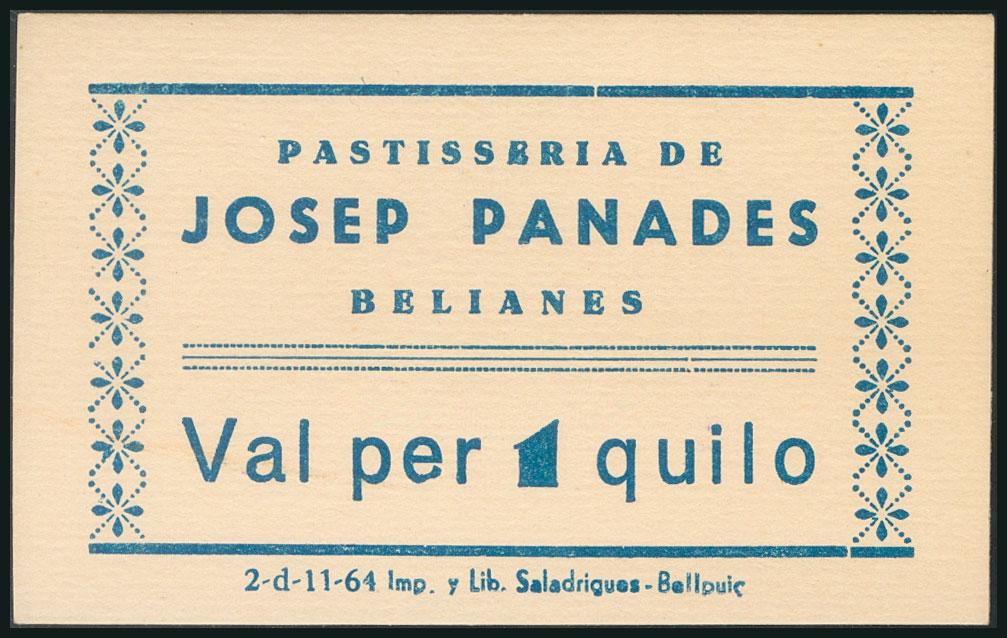 PASTISSERIA DE
JOSEP PANADES
BELIANES
Val per 1 quilo
2-d-11-64 Imp. y Lib. Saladrigues-Bellpuig